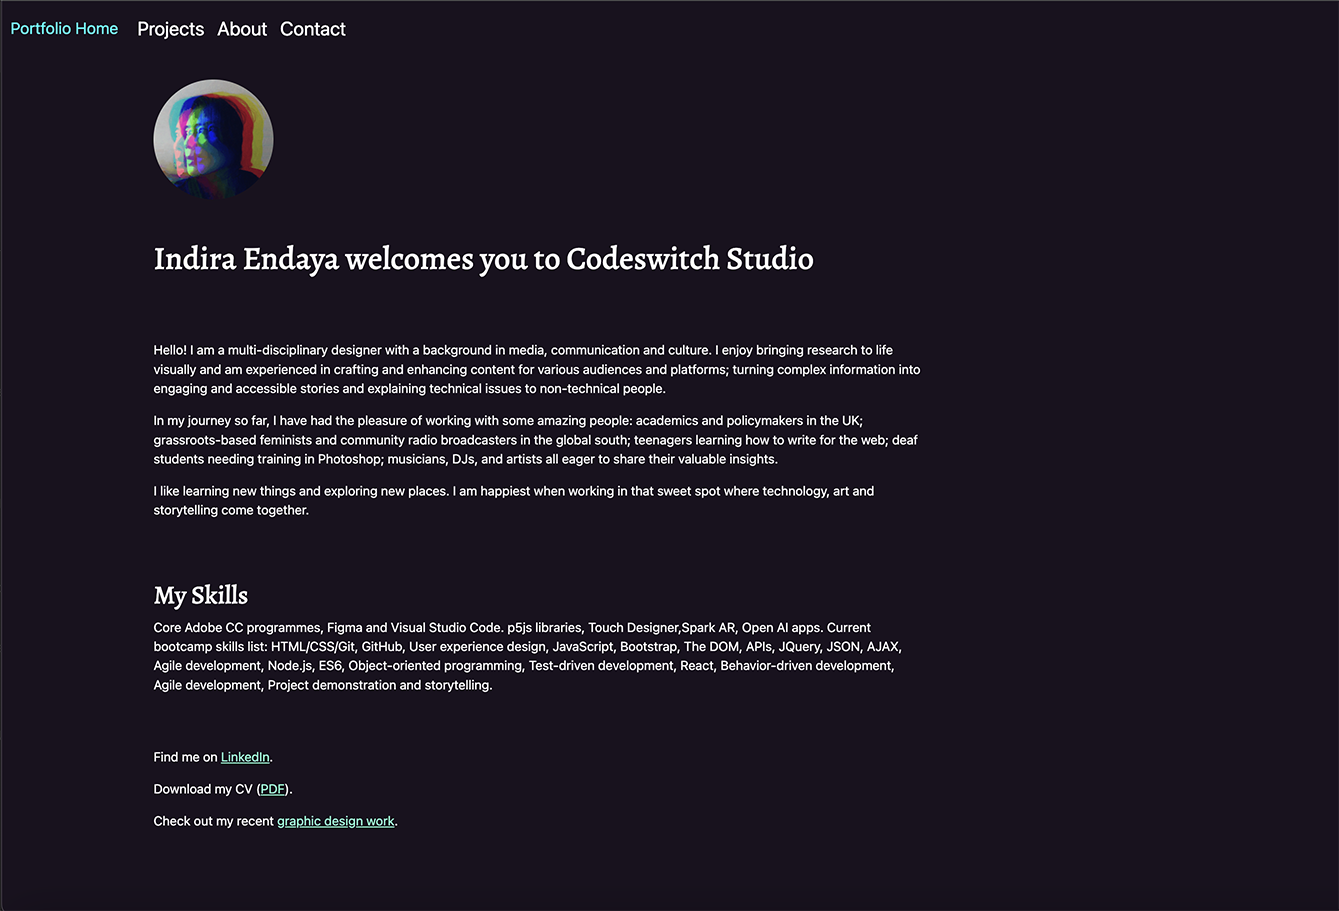 Portfolio Home Projects About Contact
Indira Endaya welcomes you to Codeswitch Studio
Hello! I am a multi-disciplinary designer with a background in media, communication and culture. I enjoy bringing research to life
visually and am experienced in crafting and enhancing content for various audiences and platforms; turning complex information into
engaging and accessible stories and explaining technical issues to non-technical people.
In my journey so far, I have had the pleasure of working with some amazing people: academics and policymakers in the UK;
grassroots-based feminists and community radio broadcasters in the global south; teenagers learning how to write for the web; deaf
students needing training in Photoshop; musicians, DJs, and artists all eager to share their valuable insights.
I like learning new things and exploring new places. I am happiest when working in that sweet spot where technology, art and
storytelling come together.
My Skills
Core Adobe CC programmes, Figma and Visual Studio Code. p5js libraries, Touch Designer,Spark AR, Open AI apps. Current
bootcamp skills list: HTML/CSS/Git, GitHub, User experience design, JavaScript, Bootstrap, The DOM, APIs, JQuery, JSON, AJAX,
Agile development, Node.js, ES6, Object-oriented programming, Test-driven development, React, Behavior-driven development,
Agile development, Project demonstration and storytelling.
Find me on LinkedIn.
Download my CV (PDF).
Check out my recent graphic design work.